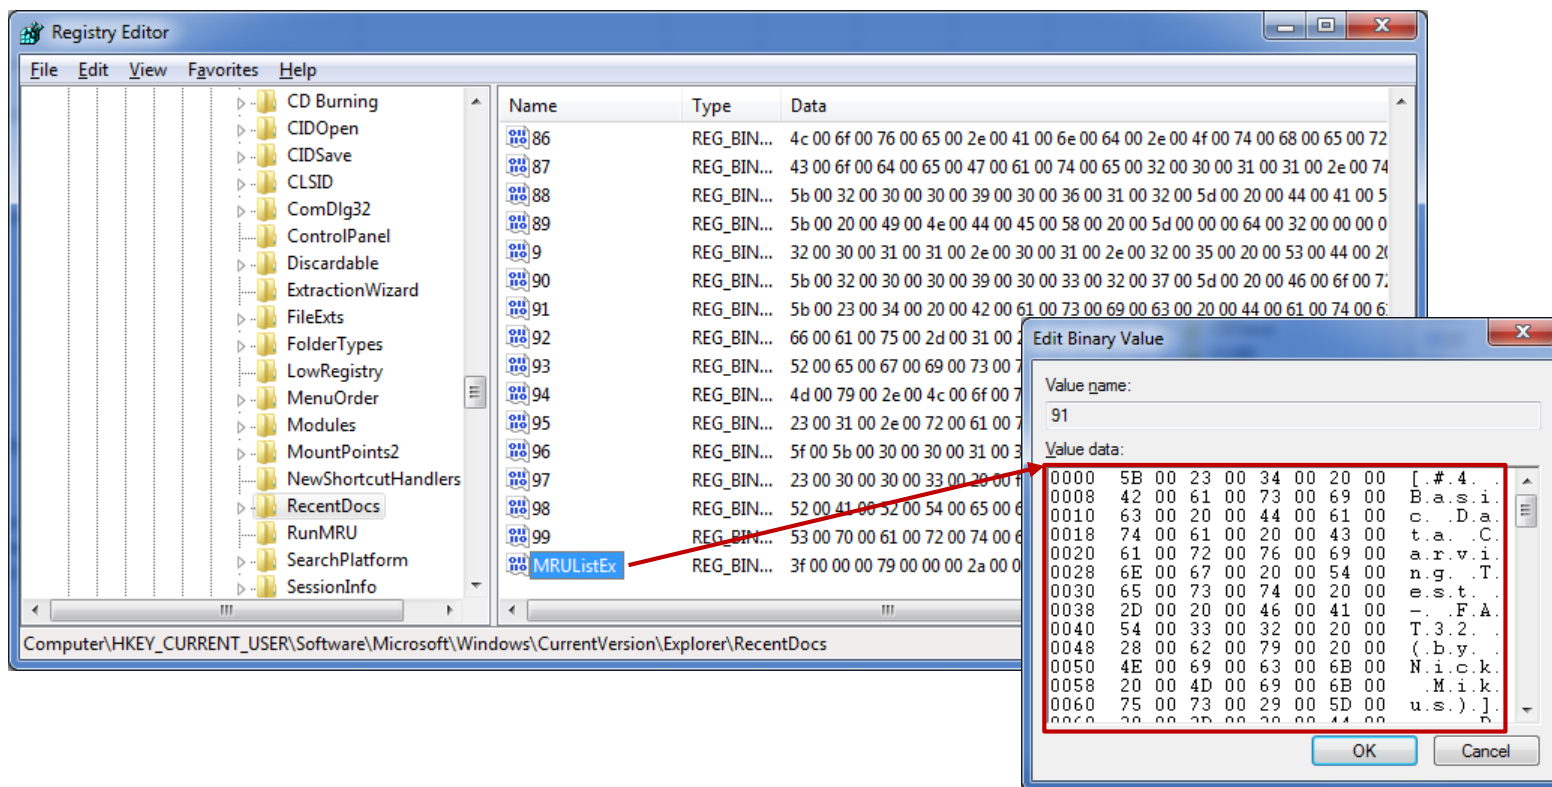 Registry Editor
File Edit View Favorites Help
CD Burning
CIDOpen
CIDSave
CLSID
ComDlg32
ControlPanel
Discardable
ExtractionWizard
FileExts
FolderTypes
LowRegistry
MenuOrder
Modules
MountPoints2
NewShortcutHandlers
RecentDocs
RunMRU
SearchPlatform
SessionInfo
Name Type Data
86 REG_BIN... 4c 00 6f 00 76 00 65 00 2e 00 41 00 6e 00 64 00 2e 00 4f 00 74 00 68 00 65 00 72
87 REG_BIN... 43 00 6f 00 64 00 65 00 47 00 61 00 74 00 65 00 32 00 30 00 31 00 31 00 2e 00 74
88 REG_BIN... 5b 00 32 00 30 00 30 00 39 00 30 00 36 00 31 00 32 00 5d 00 20 00 44 00 41 00 5
89 REG_BIN... 5b 00 20 00 49 00 4e 00 44 00 45 00 58 00 20 00 5d 00 00 00 64 00 32 00 00 00 0
9 REG_BIN... 32 00 30 00 31 00 31 00 2e 00 30 00 31 00 2e 00 32 00 35 00 20 00 53 00 44 00 2
90 REG_BIN... 5b 00 32 00 30 00 30 00 39 00 30 00 33 00 32 00 37 00 5d 00 20 00 46 00 6f 00 7
91 REG_BIN... 5b 00 23 00 34 00 20 00 42 00 61 00 73 00 69 00 63 00 20 00 44 00 61 00 74 00 6
92 REG_BIN... 66 00 61 00 75 00 2d 00 31 00
93 REG_BIN... 52 00 65 00 67 00 69 00 73 00 7
94 REG_BIN... 4d 00 79 00 2e 00 4c 00 6f 00 7
95 REG_BIN... 23 00 31 00 2e 00 72 00 61 00 7
96 REG_BIN... 5f 00 5b 00 30 00 30 00 31 00 3
97 REG_BIN... 23 00 30 00 30 00 33 00 20 00
98 REG_BIN... 52 00 41 00 52 00 54 00 65 00 6
99 REG_BIN... 53 00 70 00 61 00 72 00 74 00 6
MRUListEx REG_BIN... 3f 00 00 00 79 00 00 00 2a 00 0
Computer\HKEY_CURRENT_USER\Software\Microsoft\Windows\CurrentVersion\Explorer\RecentDocs
Edit Binary Value
Value name:
91
Value data:
0000 5B 00 23 00 34 00 20 00 [.#.4. .
0008 42 00 61 00 73 00 69 00 B.a.s.i.
0010 63 00 20 00 44 00 61 00 c. .D.a.
0018 74 00 61 00 20 00 43 00 t.a. .C.
0020 61 00 72 00 76 00 69 00 a.r.v.i.
0028 6E 00 67 00 20 00 54 00 n.g. .T.
0030 65 00 73 00 74 00 20 00 e.s.t. .
0038 2D 00 20 00 46 00 41 00 -. .F.A.
0040 54 00 33 00 32 00 20 00 T.3.2. .
0048 28 00 62 00 79 00 20 00 (.b.y. .
0050 4E 00 69 00 63 00 6B 00 N.i.c.k.
0058 20 00 4D 00 69 00 6B 00 .M.i.k.
0060 75 00 73 00 29 00 5D 00 u.s.).].
OK Cancel